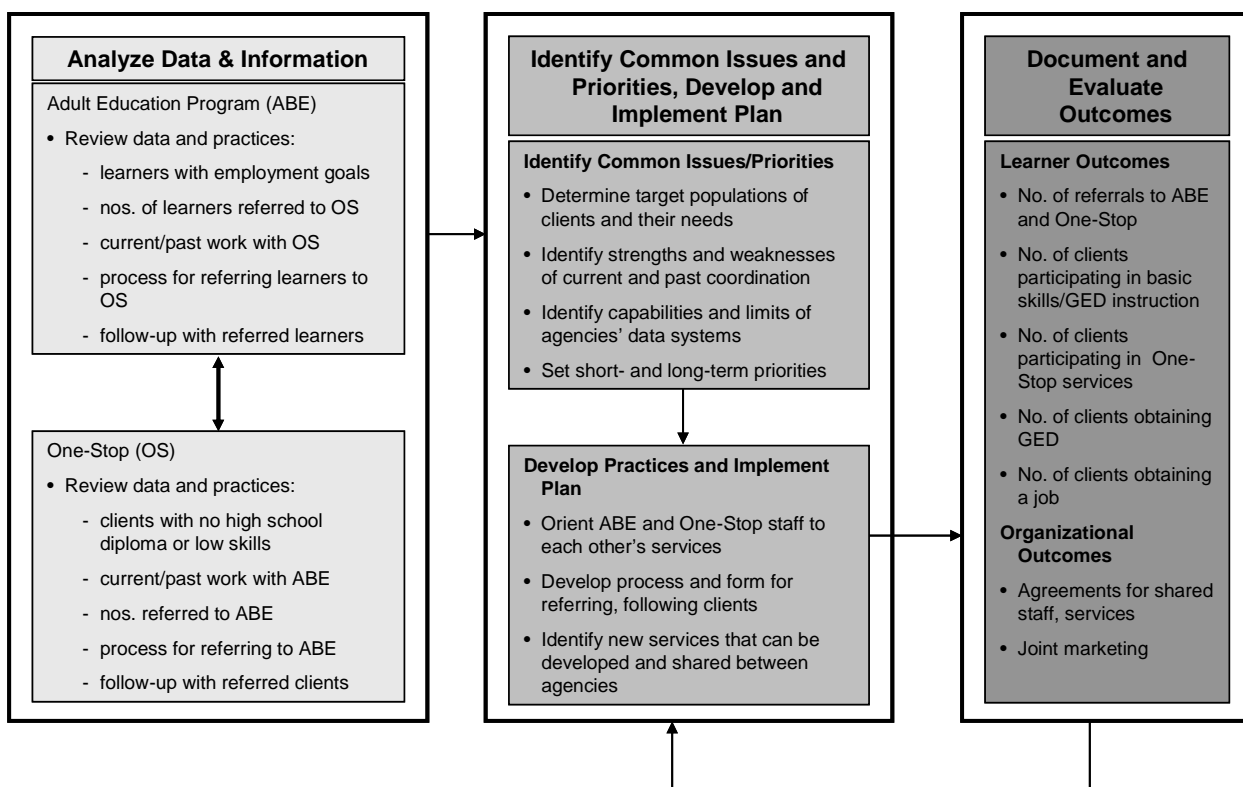 Analyze Data & Information
Adult Education Program (ABE)
• Review data and practices:
- learners with employment goals
- nos. of learners referred to OS
- current/past work with OS
- process for referring learners to
OS
- follow-up with referred learners
One-Stop (OS)
• Review data and practices:
- clients with no high school
diploma or low skills
- current/past work with ABE
- nos. referred to ABE
- process for referring to ABE
- follow-up with referred clients
Identify Common Issues and
Priorities, Develop and
Implement Plan
Identify Common Issues/Priorities
• Determine target populations of
clients and their needs
• Identify strengths and weaknesses
of current and past coordination
• Identify capabilities and limits of
agencies' data systems
• Set short- and long-term priorities
Develop Practices and Implement
Plan
• Orient ABE and One-Stop staff to
each other's services
• Develop process and form for
referring, following clients
• Identify new services that can be
developed and shared between
agencies
Document and
Evaluate
Outcomes
Learner Outcomes
• No. of referrals to ABE
and One-Stop
• No. of clients
participating in basic
skills/GED instruction
• No. of clients
participating in One-
Stop services
• No. of clients obtaining
GED
• No. of clients obtaining
a job
Organizational
Outcomes
• Agreements for shared
staff, services
• Joint marketing